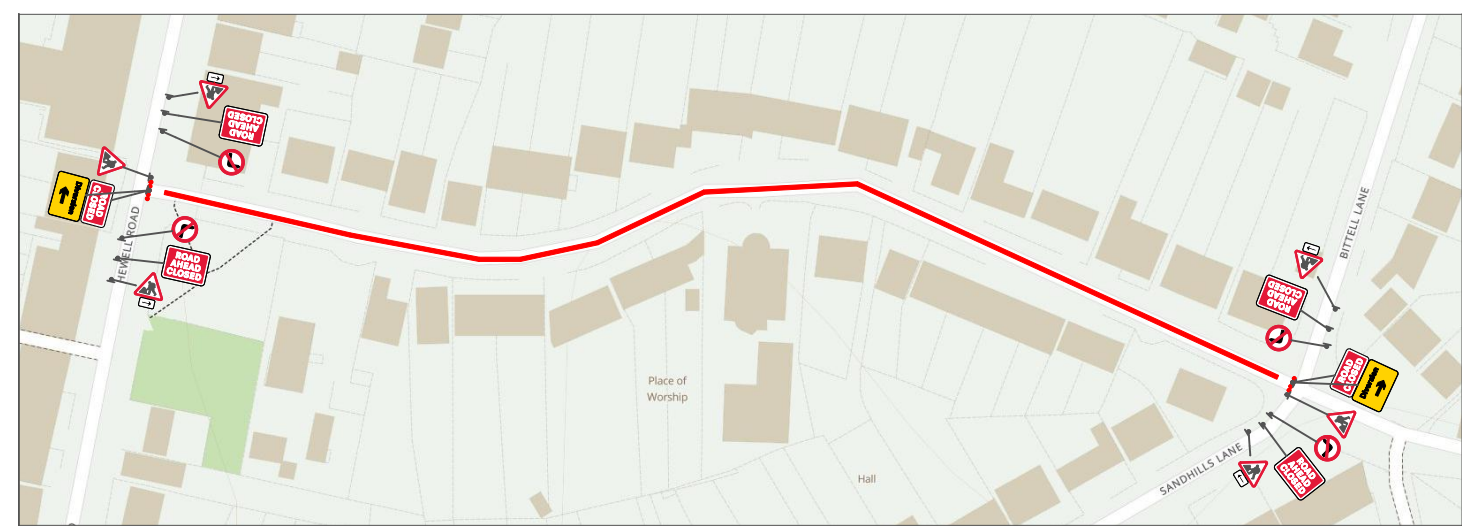 ROAD
AHEAD
CLOSED
Diversion
ROAD
CLOSED
HEWELL ROAD
ROAD
AHEAD
CLOSED
Place of
Worship
Hall
BITTELL LANE
ROAD
AHEAD
CLOSED
ROAD
CLOSED
Diversion
SANDHILLS LANE
ROAD
AHEAD
CLOSED